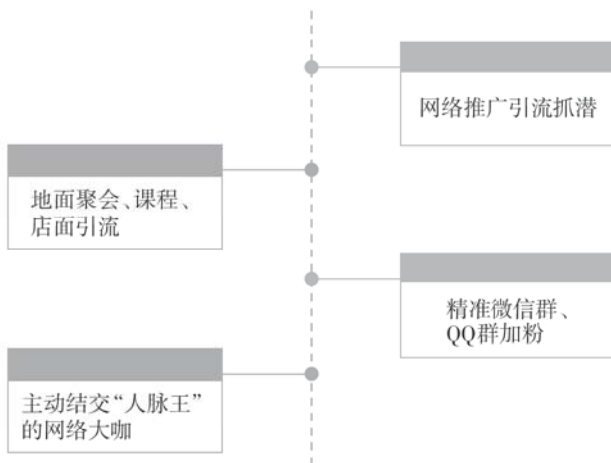 网络推广引流抓潜
地面聚会、课程、
店面引流
精准微信群、
QQ群加粉
主动结交“人脉王”
的网络大咖